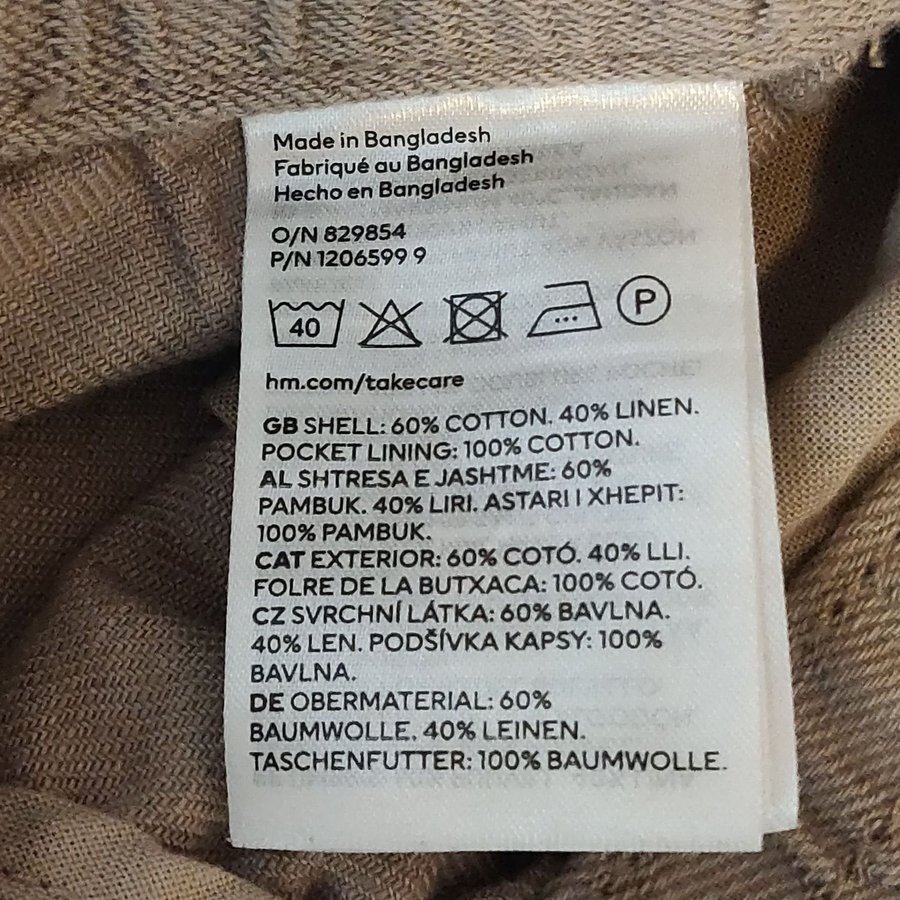 Made in Bangladesh
Fabriqué au Bangladesh
Hecho en Bangladesh
O/N 829854
P/N 1206599 9
40
P
hm.com/takecare
GB SHELL: 60% COTTON. 40% LINEN.
POCKET LINING: 100% COTTON.
AL SHTRESA E JASHTME: 60%
PAMBUK. 40% LIRI. ASTARI I XHEPIT:
100% PAMBUK.
CAT EXTERIOR: 60% COTÓ. 40% LLI.
FOLRE DE LA BUTXACA: 100% COTÓ.
CZ SVRCHNÍ LÁTKA: 60% BAVLNA.
40% LEN. PODŠÍVKA KAPSY: 100%
BAVLNA.
DE OBERMATERIAL: 60%
BAUMWOLLE. 40% LEINEN.
TASCHENFUTTER: 100% BAUMWOLLE.